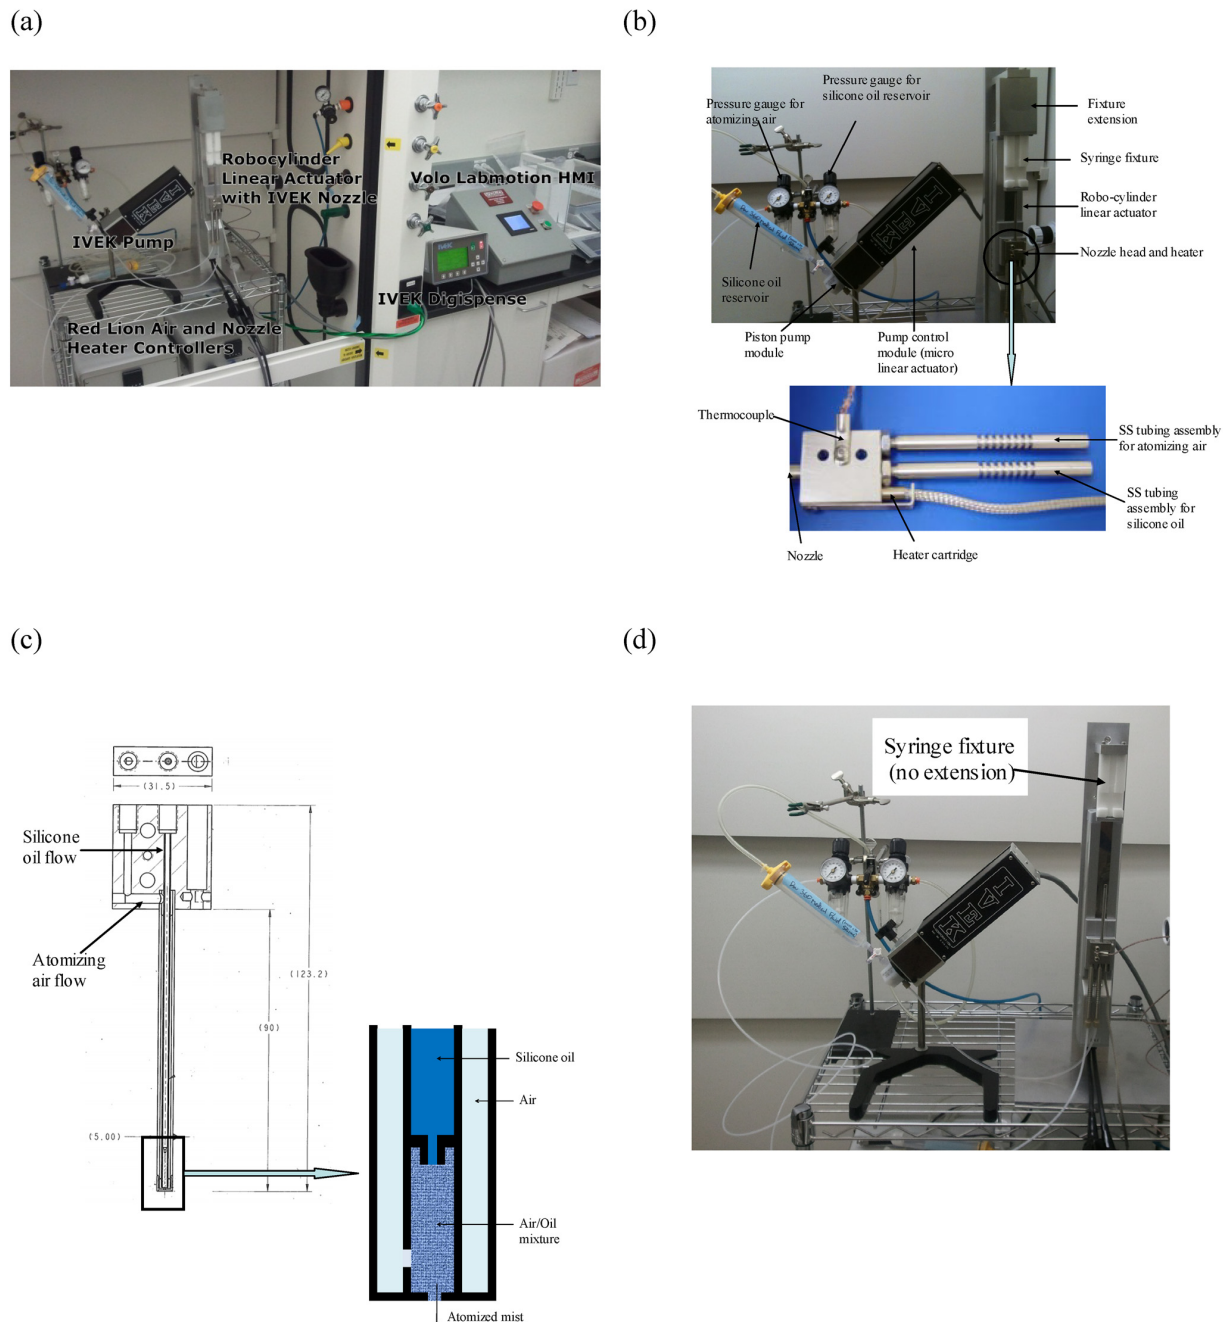 (a)
Robocylinder
Linear Actuator
with IVEK Nozzle
Volo Labmotion HMI
IVEK Pump
IVEK Digispense
Red Lion Air and Nozzle
Heater Controllers
(b)
Pressure gauge for
silicone oil reservoir
Pressure gauge for
atomizing air
Fixture
extension
Syringe fixture
Robo-cylinder
linear actuator
Nozzle head and heater
Silicone oil
reservoir
Piston pump
module
Pump control
module (micro
linear actuator)
IVEK
Thermocouple
SS tubing assembly
for atomizing air
SS tubing
assembly for
silicone oil
Nozzle
Heater cartridge
(c)
(31.5)
Silicone
oil flow
Atomizing
air flow
(123.2)
(90)
(5.00)
Silicone oil
Air
Air/Oil
mixture
Atomized mist
(d)
Syringe fixture
(no extension)
IVEK